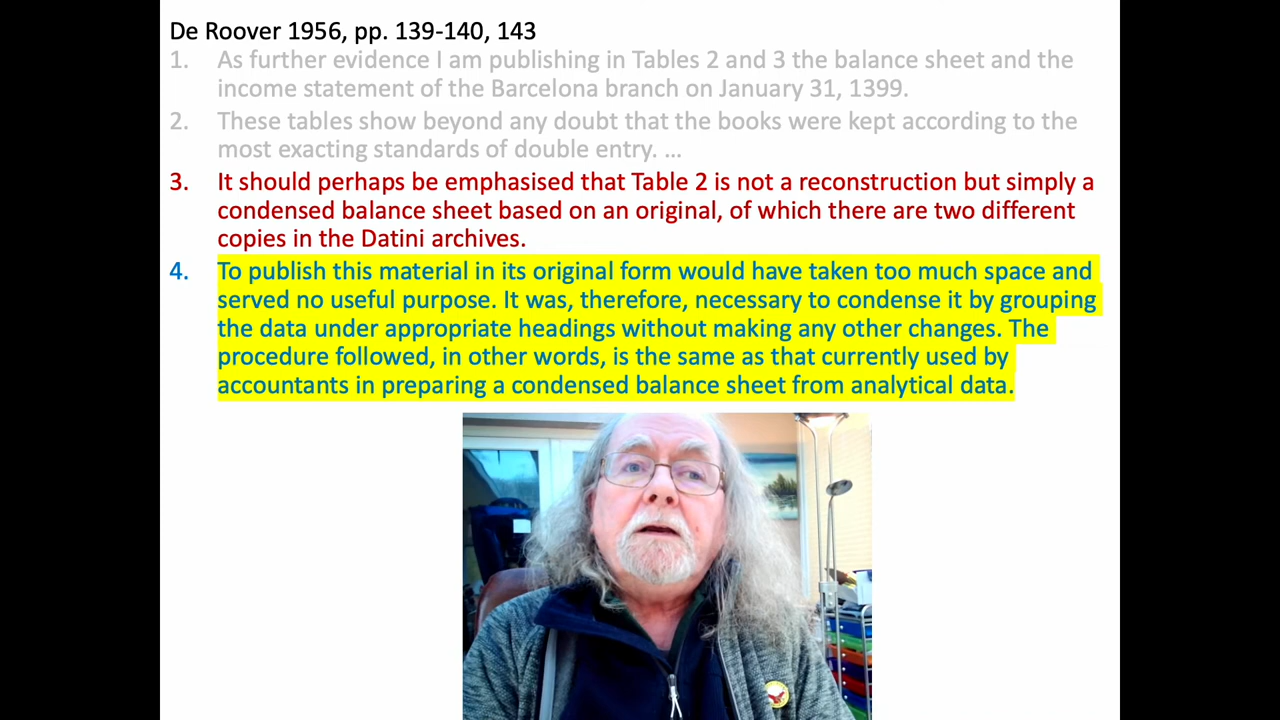 De Roover 1956, pp. 139-140, 143
1. As further evidence I am publishing in Tables 2 and 3 the balance sheet and the
income statement of the Barcelona branch on January 31, 1399.
2. These tables show beyond any doubt that the books were kept according to the
most exacting standards of double entry. ...
3. It should perhaps be emphasised that Table 2 is not a reconstruction but simply a
condensed balance sheet based on an original, of which there are two different
copies in the Datini archives.
4. To publish this material in its original form would have taken too much space and
served no useful purpose. It was, therefore, necessary to condense it by grouping
the data under appropriate headings without making any other changes. The
procedure followed, in other words, is the same as that currently used by
accountants in preparing a condensed balance sheet from analytical data.